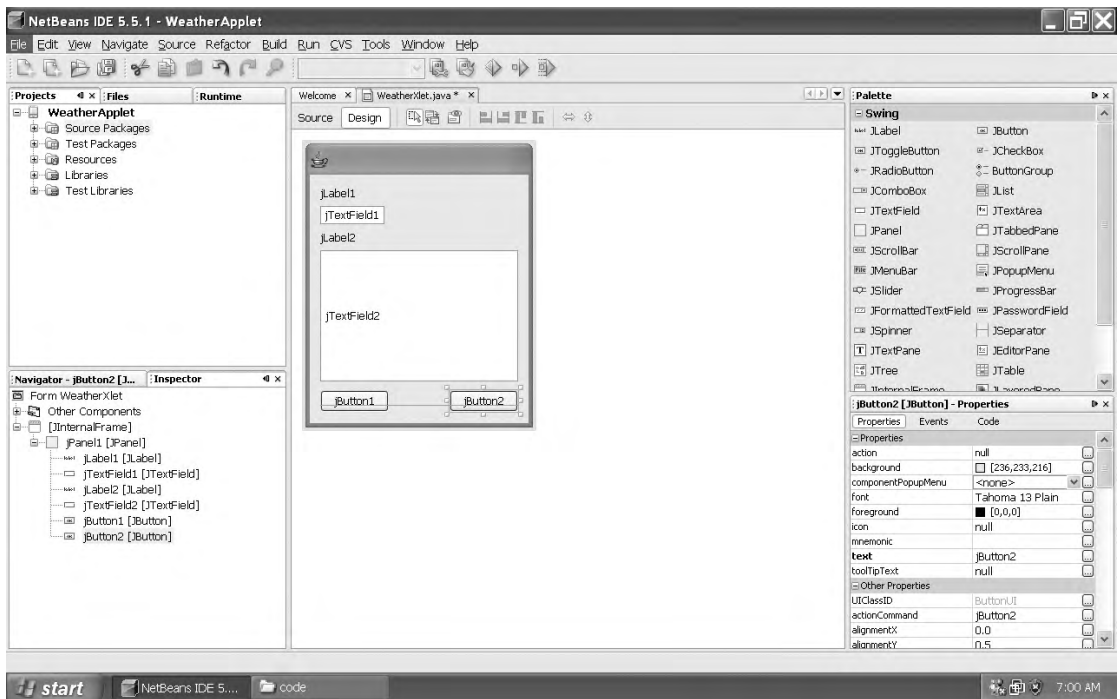 NetBeans IDE 5.5.1 - WeatherApplet
File Edit View Navigate Source Refactor Build Run CVS Tools Window Help
Projects Files Runtime
WeatherApplet
Source Packages
Test Packages
Resources
Libraries
Test Libraries
Navigator - jButton2 [J... Inspector
Form WeatherXlet
Other Components
[JInternalFrame]
jPanel1 [JPanel]
jLabel1 [JLabel]
jTextField1 [JTextField]
jLabel2 [JLabel]
jTextField2 [JTextField]
jButton1 [JButton]
jButton2 [JButton]
Welcome WeatherXlet.java *
Source Design
jLabel1
jTextField1
jLabel2
jTextField2
jButton1 jButton2
Palette
Swing
JLabel JButton
JToggleButton JCheckBox
JRadioButton ButtonGroup
JComboBox JList
JTextField JTextArea
JPanel JTabbedPane
JScrollBar JScrollPane
JMenuBar JPopupMenu
JSlider JProgressBar
JFormattedTextField JPasswordField
JSpinner JSeparator
JTextPane JEditorPane
JTree JTable
JInternalFrame JLayeredPane
jButton2 [JButton] - Properties
Properties Events Code
Properties
action null
background [236,233,216]
componentPopupMenu <none>
font Tahoma 13 Plain
foreground [0,0,0]
icon null
mnemonic
text jButton2
toolTipText null
Other Properties
UIClassID ButtonUI
actionCommand jButton2
alignmentX 0.0
alignmentY 0.5
start NetBeans IDE 5.... code 7:00 AM